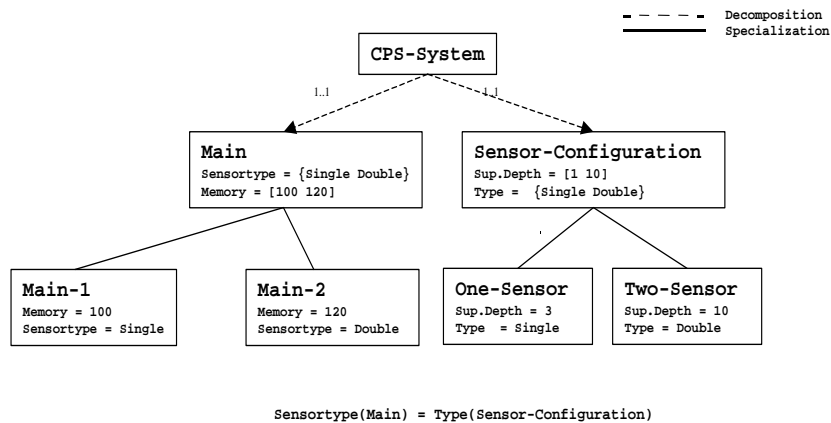 Decomposition
Specialization
CPS-System
1..1
1..1
Main
Sensortype = {Single Double}
Memory = [100 120]
Sensor-Configuration
Sup.Depth = [1 10]
Type = {Single Double}
Main-1
Memory = 100
Sensortype = Single
Main-2
Memory = 120
Sensortype = Double
One-Sensor
Sup.Depth = 3
Type = Single
Two-Sensor
Sup.Depth = 10
Type = Double
Sensortype(Main) = Type(Sensor-Configuration)